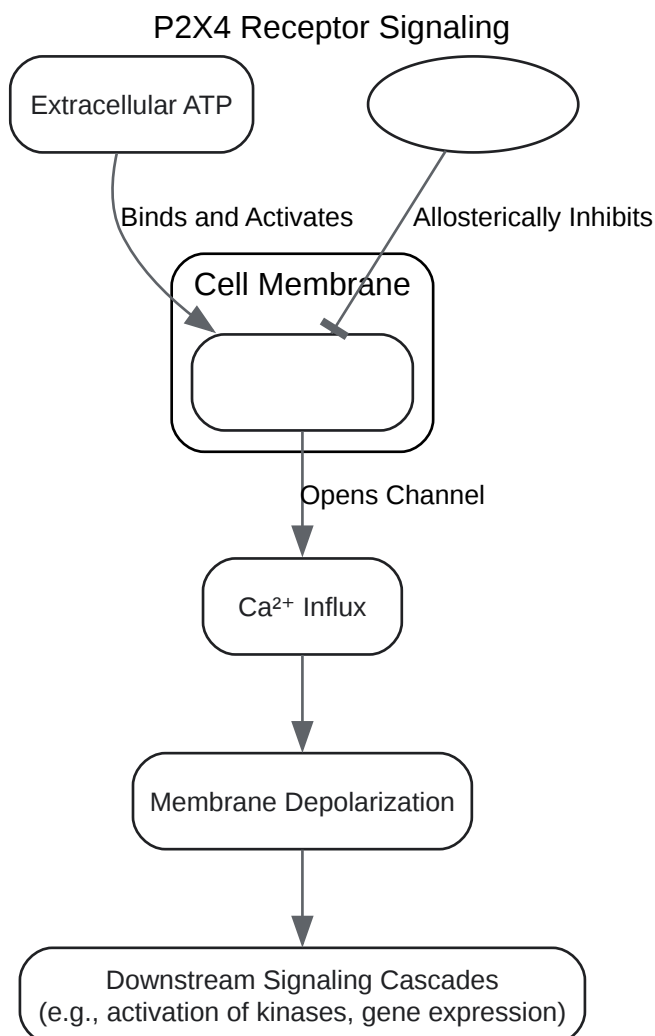 P2X4 Receptor Signaling
Extracellular ATP
Binds and Activates
Allosterically Inhibits
Cell Membrane
Opens Channel
Ca²⁺ Influx
Membrane Depolarization
Downstream Signaling Cascades
(e.g., activation of kinases, gene expression)